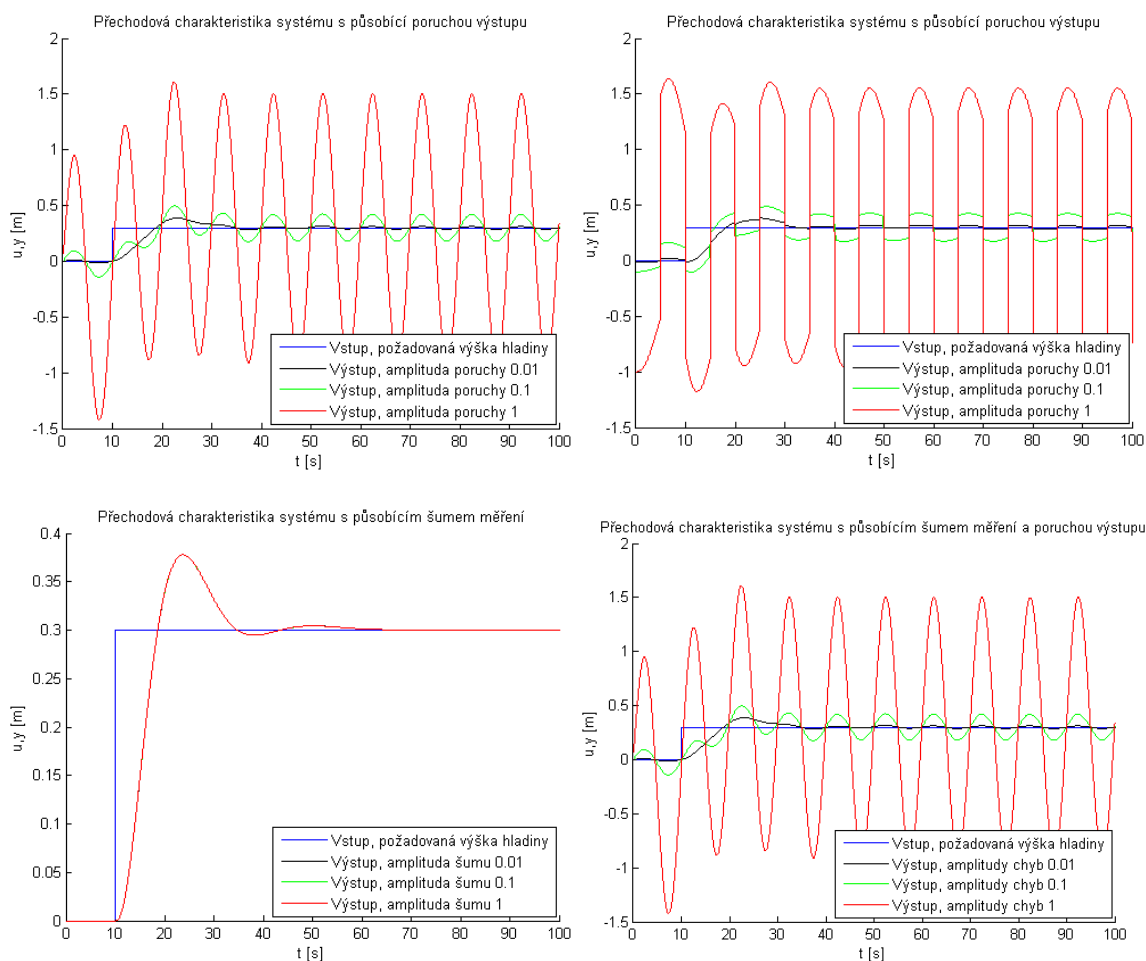 Přechodová charakteristika systému s působící poruchou výstupu
2
1.5
1
0.5
0
-0.5
-1
-1.5
u,y [m]
0 10 20 30 40 50 60 70 80 90 100
t [s]
Vstup, požadovaná výška hladiny
Výstup, amplituda poruchy 0.01
Výstup, amplituda poruchy 0.1
Výstup, amplituda poruchy 1
Přechodová charakteristika systému s působící poruchou výstupu
2
1.5
1
0.5
0
-0.5
-1
-1.5
u,y [m]
0 10 20 30 40 50 60 70 80 90 100
t [s]
Vstup, požadovaná výška hladiny
Výstup, amplituda poruchy 0.01
Výstup, amplituda poruchy 0.1
Výstup, amplituda poruchy 1
Přechodová charakteristika systému s působícím šumem měření
0.4
0.35
0.3
0.25
0.2
0.15
0.1
0.05
0
u,y [m]
0 10 20 30 40 50 60 70 80 90 100
t [s]
Vstup, požadovaná výška hladiny
Výstup, amplituda šumu 0.01
Výstup, amplituda šumu 0.1
Výstup, amplituda šumu 1
Přechodová charakteristika systému s působícím šumem měření a poruchou výstupu
2
1.5
1
0.5
0
-0.5
-1
-1.5
u,y [m]
0 10 20 30 40 50 60 70 80 90 100
t [s]
Vstup, požadovaná výška hladiny
Výstup, amplitudy chyb 0.01
Výstup, amplitudy chyb 0.1
Výstup, amplitudy chyb 1